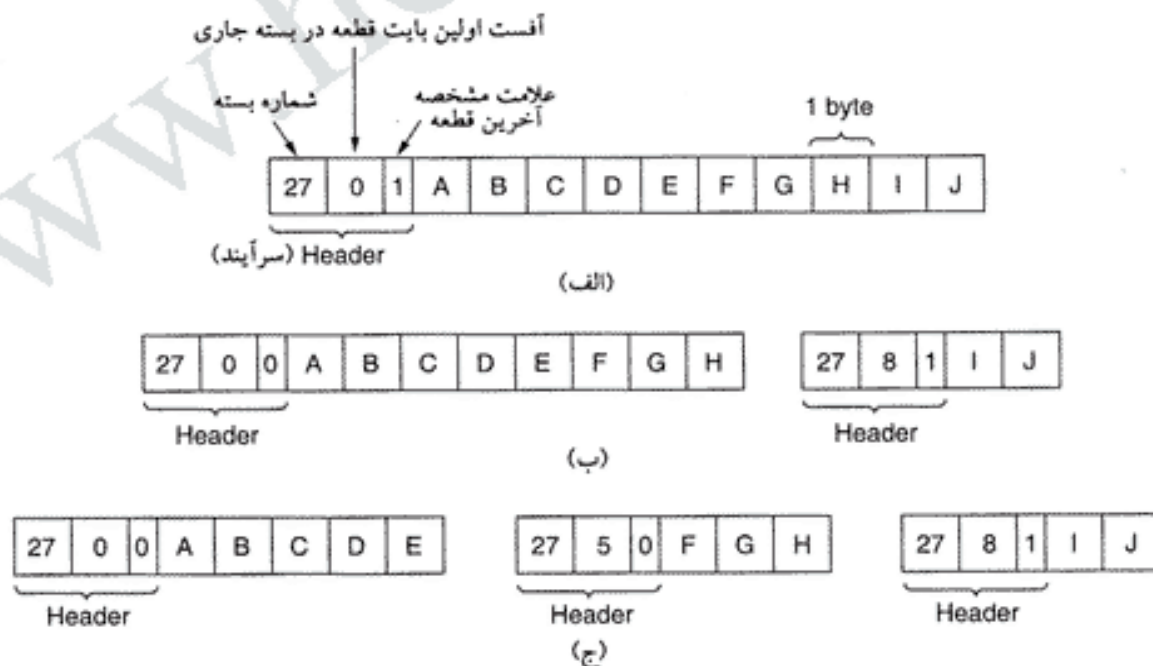 آفست اولین بایت قطعه در بسته جاری
شماره بسته
علامت مشخصه
آخرین قطعه
1 byte
27 0 1 A B C D E F G H I J
Header (سرآیند)
(الف)
27 0 0 A B C D E F G H
27 8 1 I J
Header
Header
(ب)
27 0 0 A B C D E
27 5 0 F G H
27 8 1 I J
Header
Header
Header
(ج)